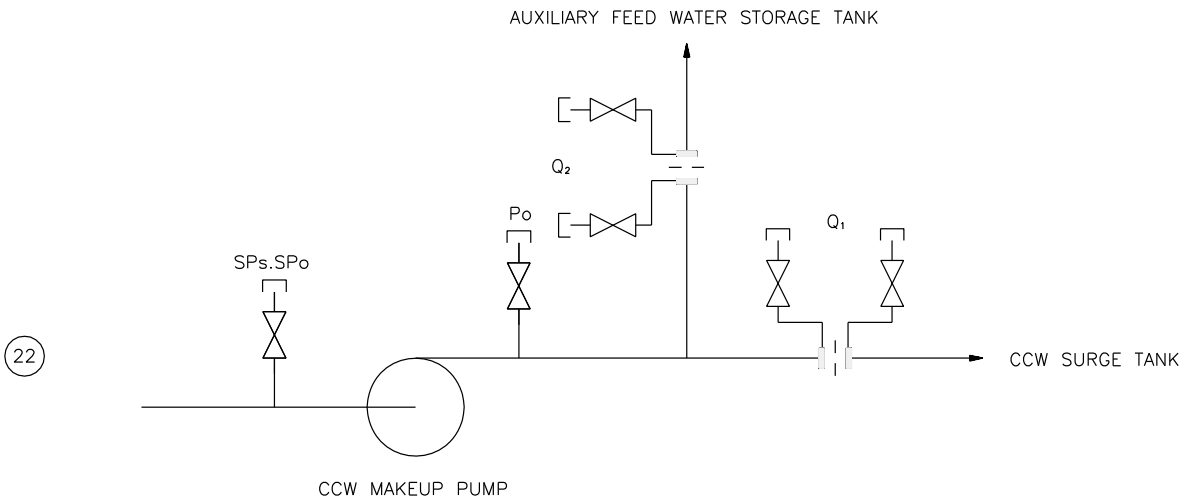 AUXILIARY FEED WATER STORAGE TANK
Q₂
Po
Q₁
SPs.SPo
22
CCW SURGE TANK
CCW MAKEUP PUMP